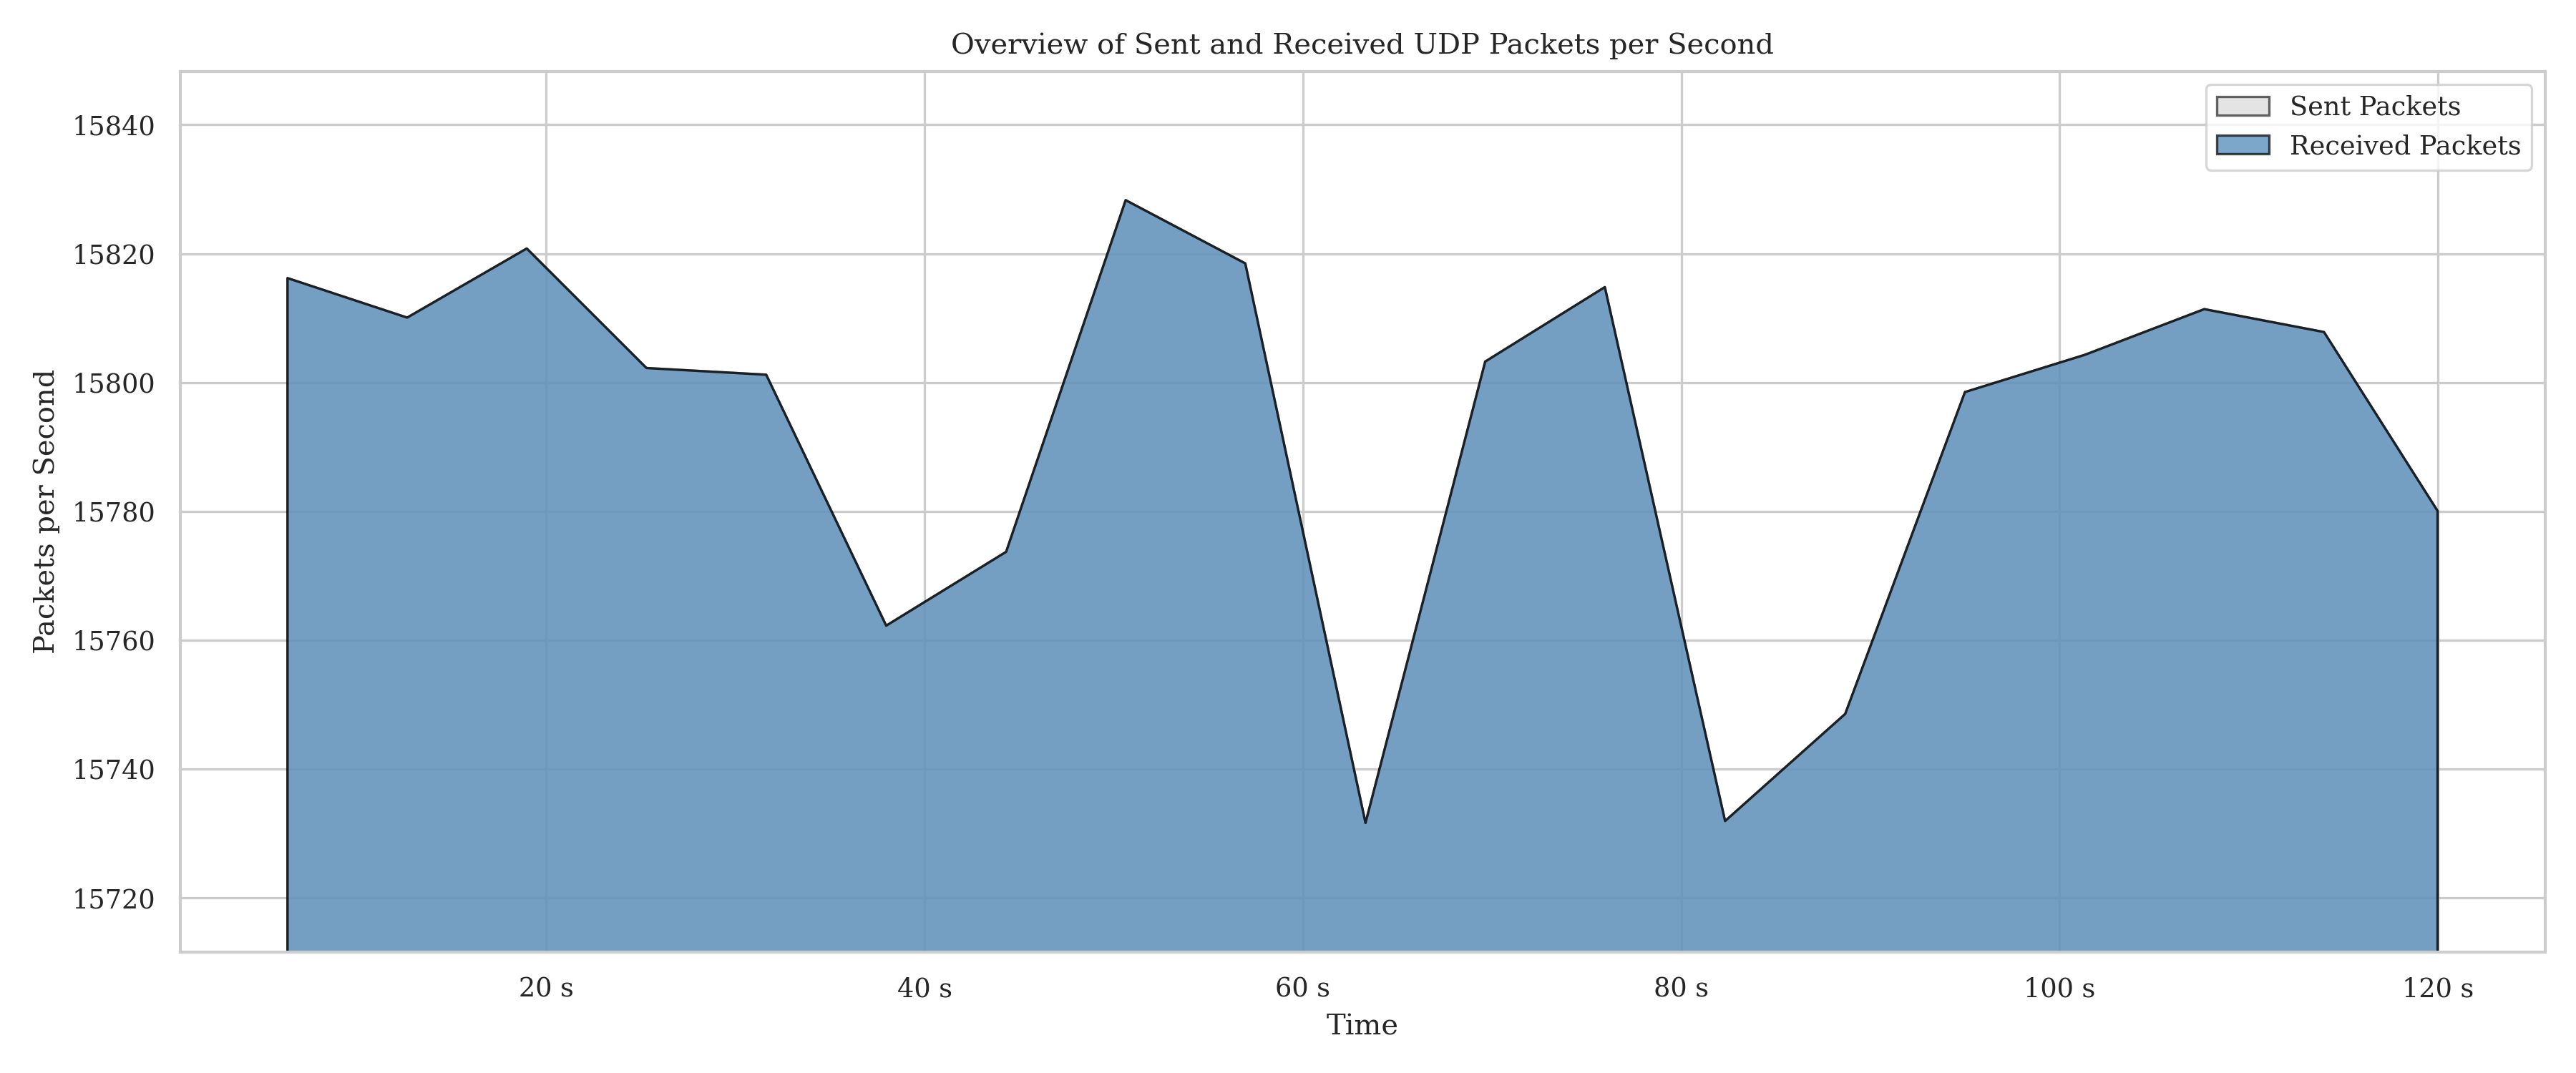 Overview of Sent and Received UDP Packets per Second
Sent Packets
Received Packets
Packets per Second
15840
15820
15800
15780
15760
15740
15720
20 s
40 s
60 s
80 s
100 s
120 s
Time